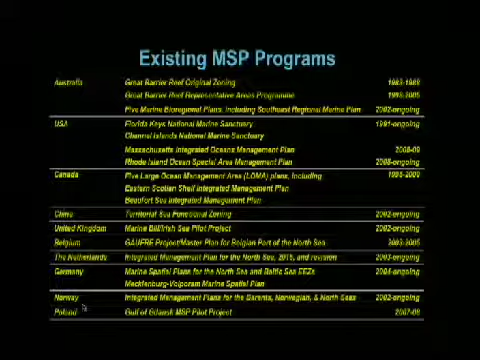 Existing MSP Programs
Australia Great Barrier Reef Original Zoning 1983-1988
Great Barrier Reef Representative Areas Programme 1998-2005
Five Marine Bioregional Plans, including Southeast Regional Marine Plan 2002-ongoing
USA Florida Keys National Marine Sanctuary 1991-ongoing
Channel Islands National Marine Sanctuary
Massachusetts Integrated Oceans Management Plan 2008-09
Rhode Island Ocean Special Area Management Plan 2008-ongoing
Canada Five Large Ocean Management Area (LOMA) plans, including
Eastern Scotian Shelf Integrated Management Plan
Beaufort Sea Integrated Management Plan
China Territorial Sea Functional Zoning 2002-ongoing
United Kingdom Marine Bill/Irish Sea Pilot Project 2002-ongoing
Belgium GAUFRE Project/Master Plan for Belgian Part of the North Sea 2003-2005
The Netherlands Integrated Management Plan for the North Sea, 2015, and revision 2003-ongoing
Germany Marine Spatial Plans for the North Sea and Baltic Sea EEZs 2004-ongoing
Mecklenburg-Vorpom Marine Spatial Plan
Norway Integrated Management Plans for the Barents, Norwegian, & North Seas 2002-ongoing
Poland Gulf of Gdansk MSP Pilot Project 2007-08